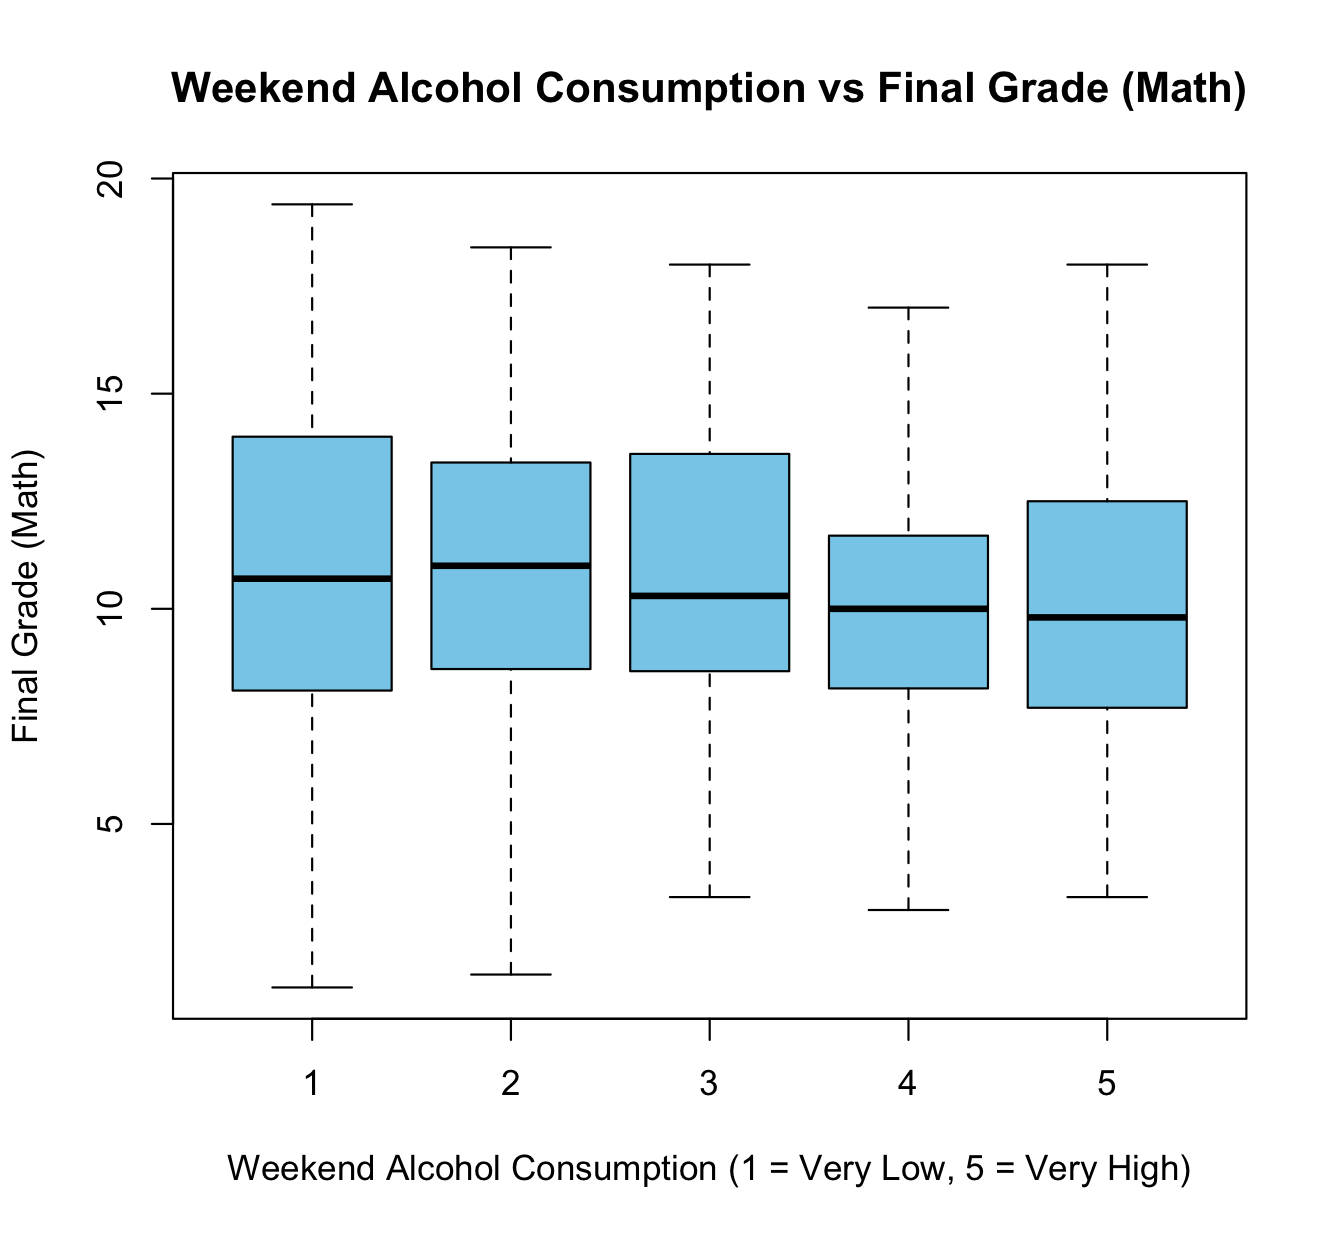 Weekend Alcohol Consumption vs Final Grade (Math)
Final Grade (Math)
20
15
10
5
1 2 3 4 5
Weekend Alcohol Consumption (1 = Very Low, 5 = Very High)